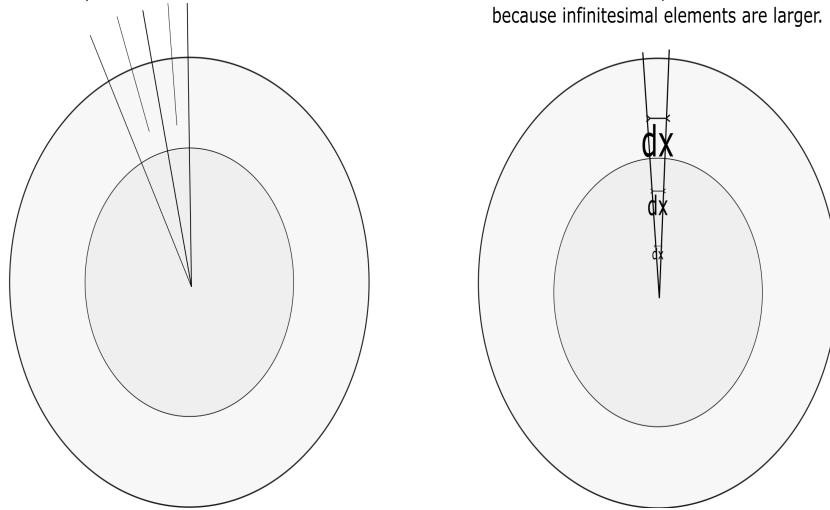 because infinitesimal elements are larger.
dx
dx
dx